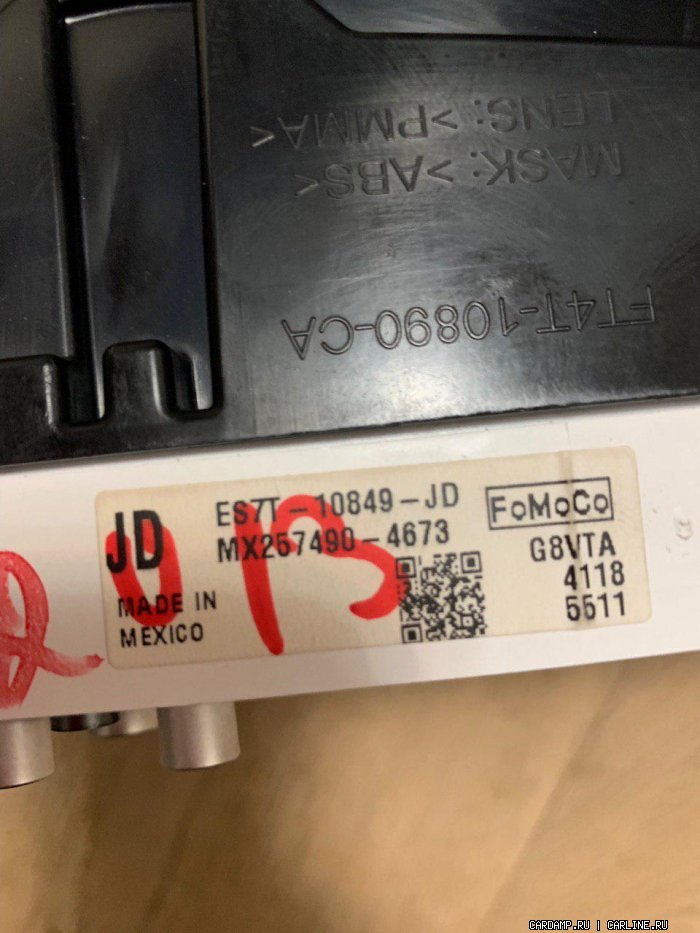 LENS: >PMMA<
MASK: >ABS<
FT4T-10890-CA
JD
ES7T-10849-JD
MX257490-4673
MADE IN
MEXICO
FoMoCo
G8VTA
4118
5511
CARDAMP.RU | CARLINE.RU